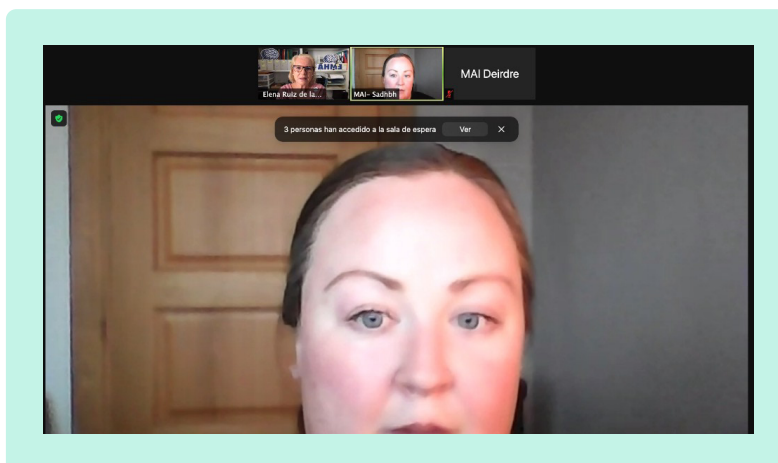 MAI Deirdre
Elena Ruiz de la...
MAI- Sadhbh
3 personas han accedido a la sala de espera Ver